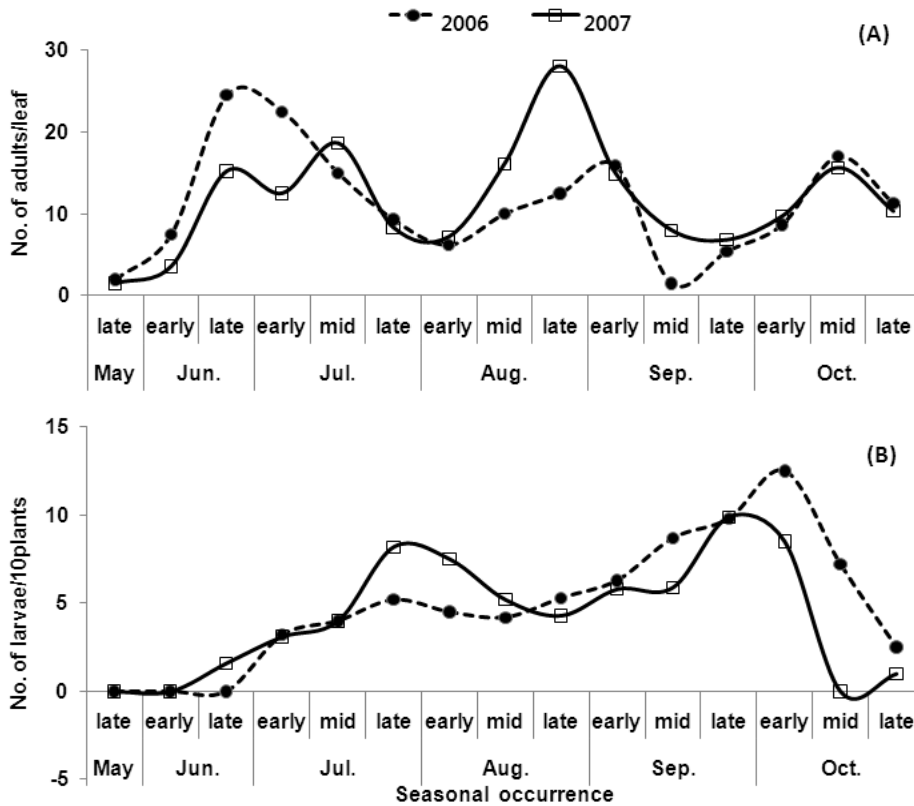 2006 2007
(A)
No. of adults/leaf
30
20
10
0
late early late early mid late early mid late early mid late early mid late
May Jun. Jul. Aug. Sep. Oct.
(B)
No. of larvae/10plants
15
10
5
0
-5
late early late early mid late early mid late early mid late early mid late
May Jun. Jul. Aug. Sep. Oct.
Seasonal occurrence